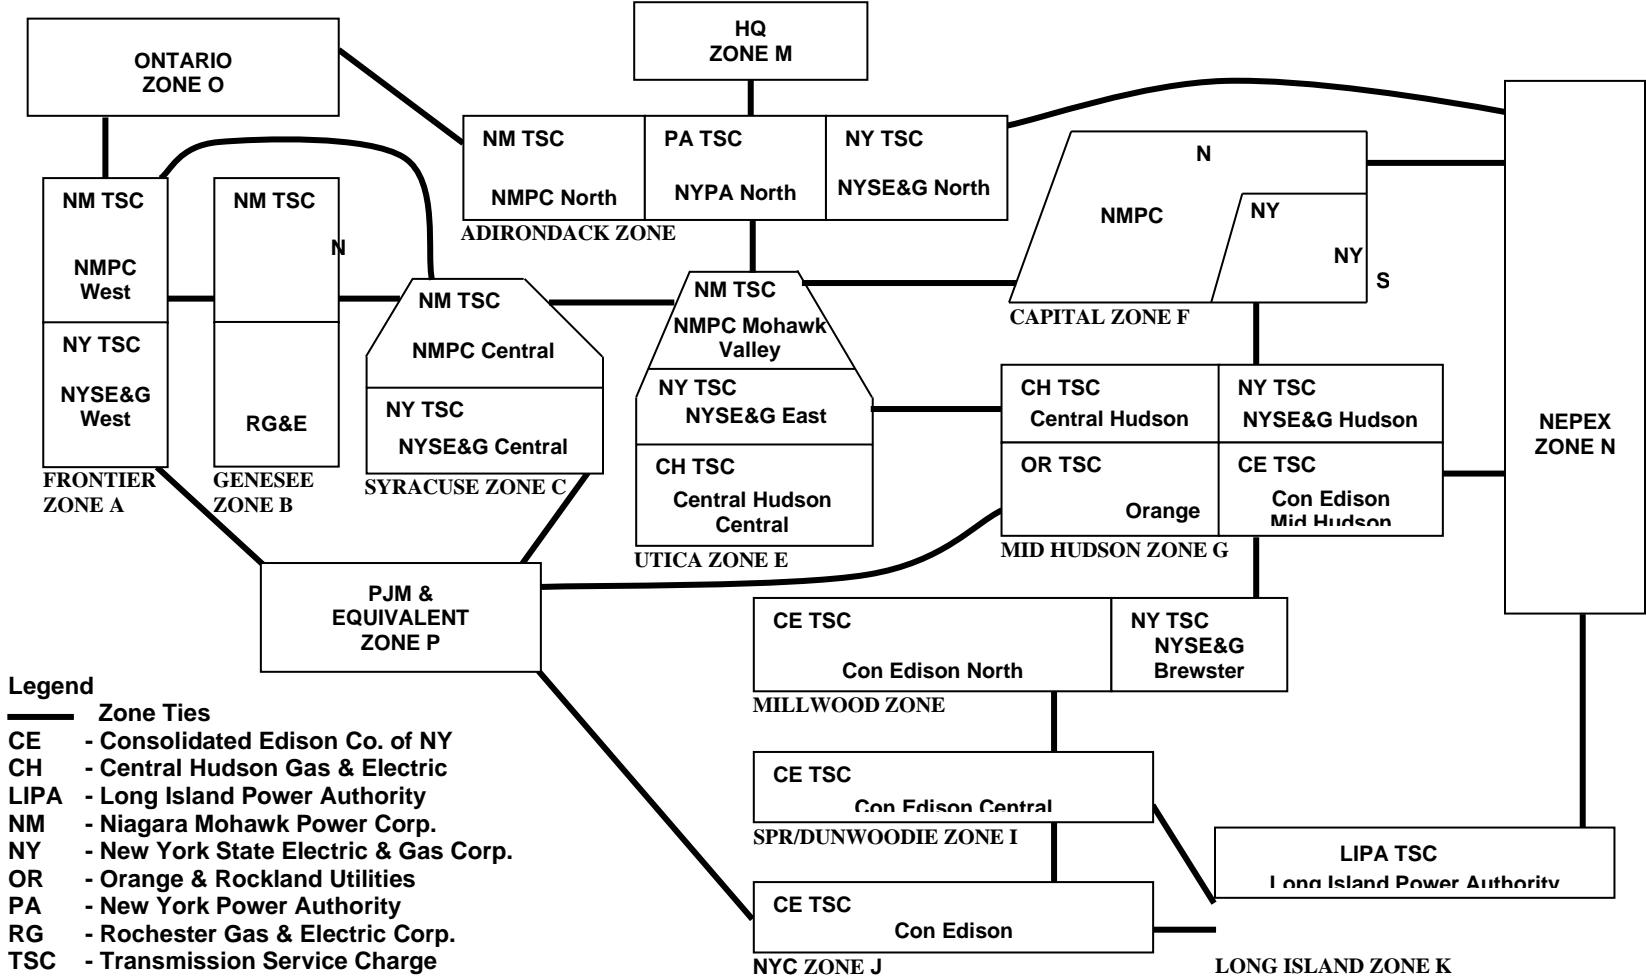 ONTARIO
ZONE O
HQ
ZONE M
NM TSC
NMPC North
PA TSC
NYPA North
NY TSC
NYSE&G North
ADIRONDACK ZONE
N
NMPC
NY
NY
S
CAPITAL ZONE F
NM TSC
NMPC
West
NY TSC
NYSE&G
West
FRONTIER
ZONE A
NM TSC
N
RG&E
GENESEE
ZONE B
NM TSC
NMPC Central
NY TSC
NYSE&G Central
SYRACUSE ZONE C
NM TSC
NMPC Mohawk
Valley
NY TSC
NYSE&G East
CH TSC
Central Hudson
Central
UTICA ZONE E
CH TSC
Central Hudson
NY TSC
NYSE&G Hudson
OR TSC
Orange
CE TSC
Con Edison
Mid Hudson
MID HUDSON ZONE G
NEPEX
ZONE N
PJM &
EQUIVALENT
ZONE P
CE TSC
Con Edison North
NY TSC
NYSE&G
Brewster
MILLWOOD ZONE
CE TSC
Con Edison Central
SPR/DUNWOODIE ZONE I
LIPA TSC
Long Island Power Authority
CE TSC
Con Edison
NYC ZONE J
LONG ISLAND ZONE K
Legend
Zone Ties
CE - Consolidated Edison Co. of NY
CH - Central Hudson Gas & Electric
LIPA - Long Island Power Authority
NM - Niagara Mohawk Power Corp.
NY - New York State Electric & Gas Corp.
OR - Orange & Rockland Utilities
PA - New York Power Authority
RG - Rochester Gas & Electric Corp.
TSC - Transmission Service Charge